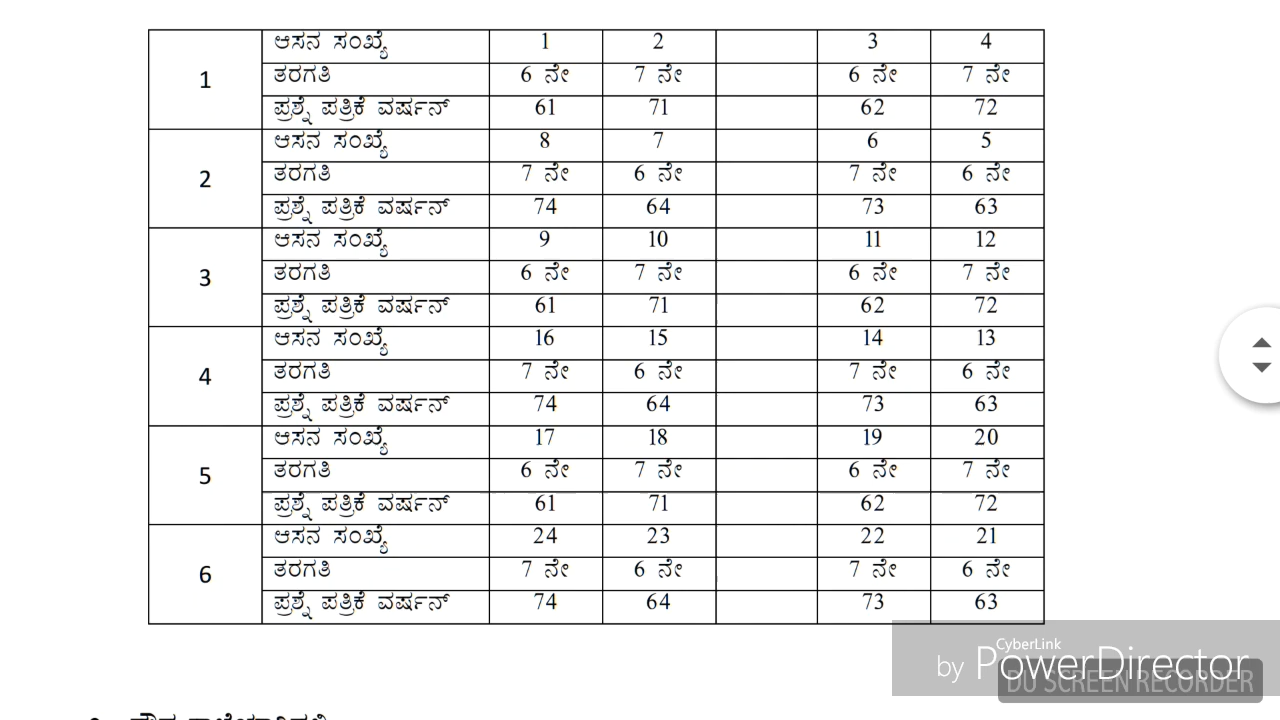 ಆಸನ ಸಂಖ್ಯೆ 1 2 3 4
1 ತರಗತಿ 6 ನೇ 7 ನೇ 6 ನೇ 7 ನೇ
ಪ್ರಶ್ನೆ ಪತ್ರಿಕೆ ವರ್ಷನ್ 61 71 62 72
ಆಸನ ಸಂಖ್ಯೆ 8 7 6 5
2 ತರಗತಿ 7 ನೇ 6 ನೇ 7 ನೇ 6 ನೇ
ಪ್ರಶ್ನೆ ಪತ್ರಿಕೆ ವರ್ಷನ್ 74 64 73 63
ಆಸನ ಸಂಖ್ಯೆ 9 10 11 12
3 ತರಗತಿ 6 ನೇ 7 ನೇ 6 ನೇ 7 ನೇ
ಪ್ರಶ್ನೆ ಪತ್ರಿಕೆ ವರ್ಷನ್ 61 71 62 72
ಆಸನ ಸಂಖ್ಯೆ 16 15 14 13
4 ತರಗತಿ 7 ನೇ 6 ನೇ 7 ನೇ 6 ನೇ
ಪ್ರಶ್ನೆ ಪತ್ರಿಕೆ ವರ್ಷನ್ 74 64 73 63
ಆಸನ ಸಂಖ್ಯೆ 17 18 19 20
5 ತರಗತಿ 6 ನೇ 7 ನೇ 6 ನೇ 7 ನೇ
ಪ್ರಶ್ನೆ ಪತ್ರಿಕೆ ವರ್ಷನ್ 61 71 62 72
ಆಸನ ಸಂಖ್ಯೆ 24 23 22 21
6 ತರಗತಿ 7 ನೇ 6 ನೇ 7 ನೇ 6 ನೇ
ಪ್ರಶ್ನೆ ಪತ್ರಿಕೆ ವರ್ಷನ್ 74 64 73 63
CyberLink
by PowerDirector
DU SCREEN RECORDER